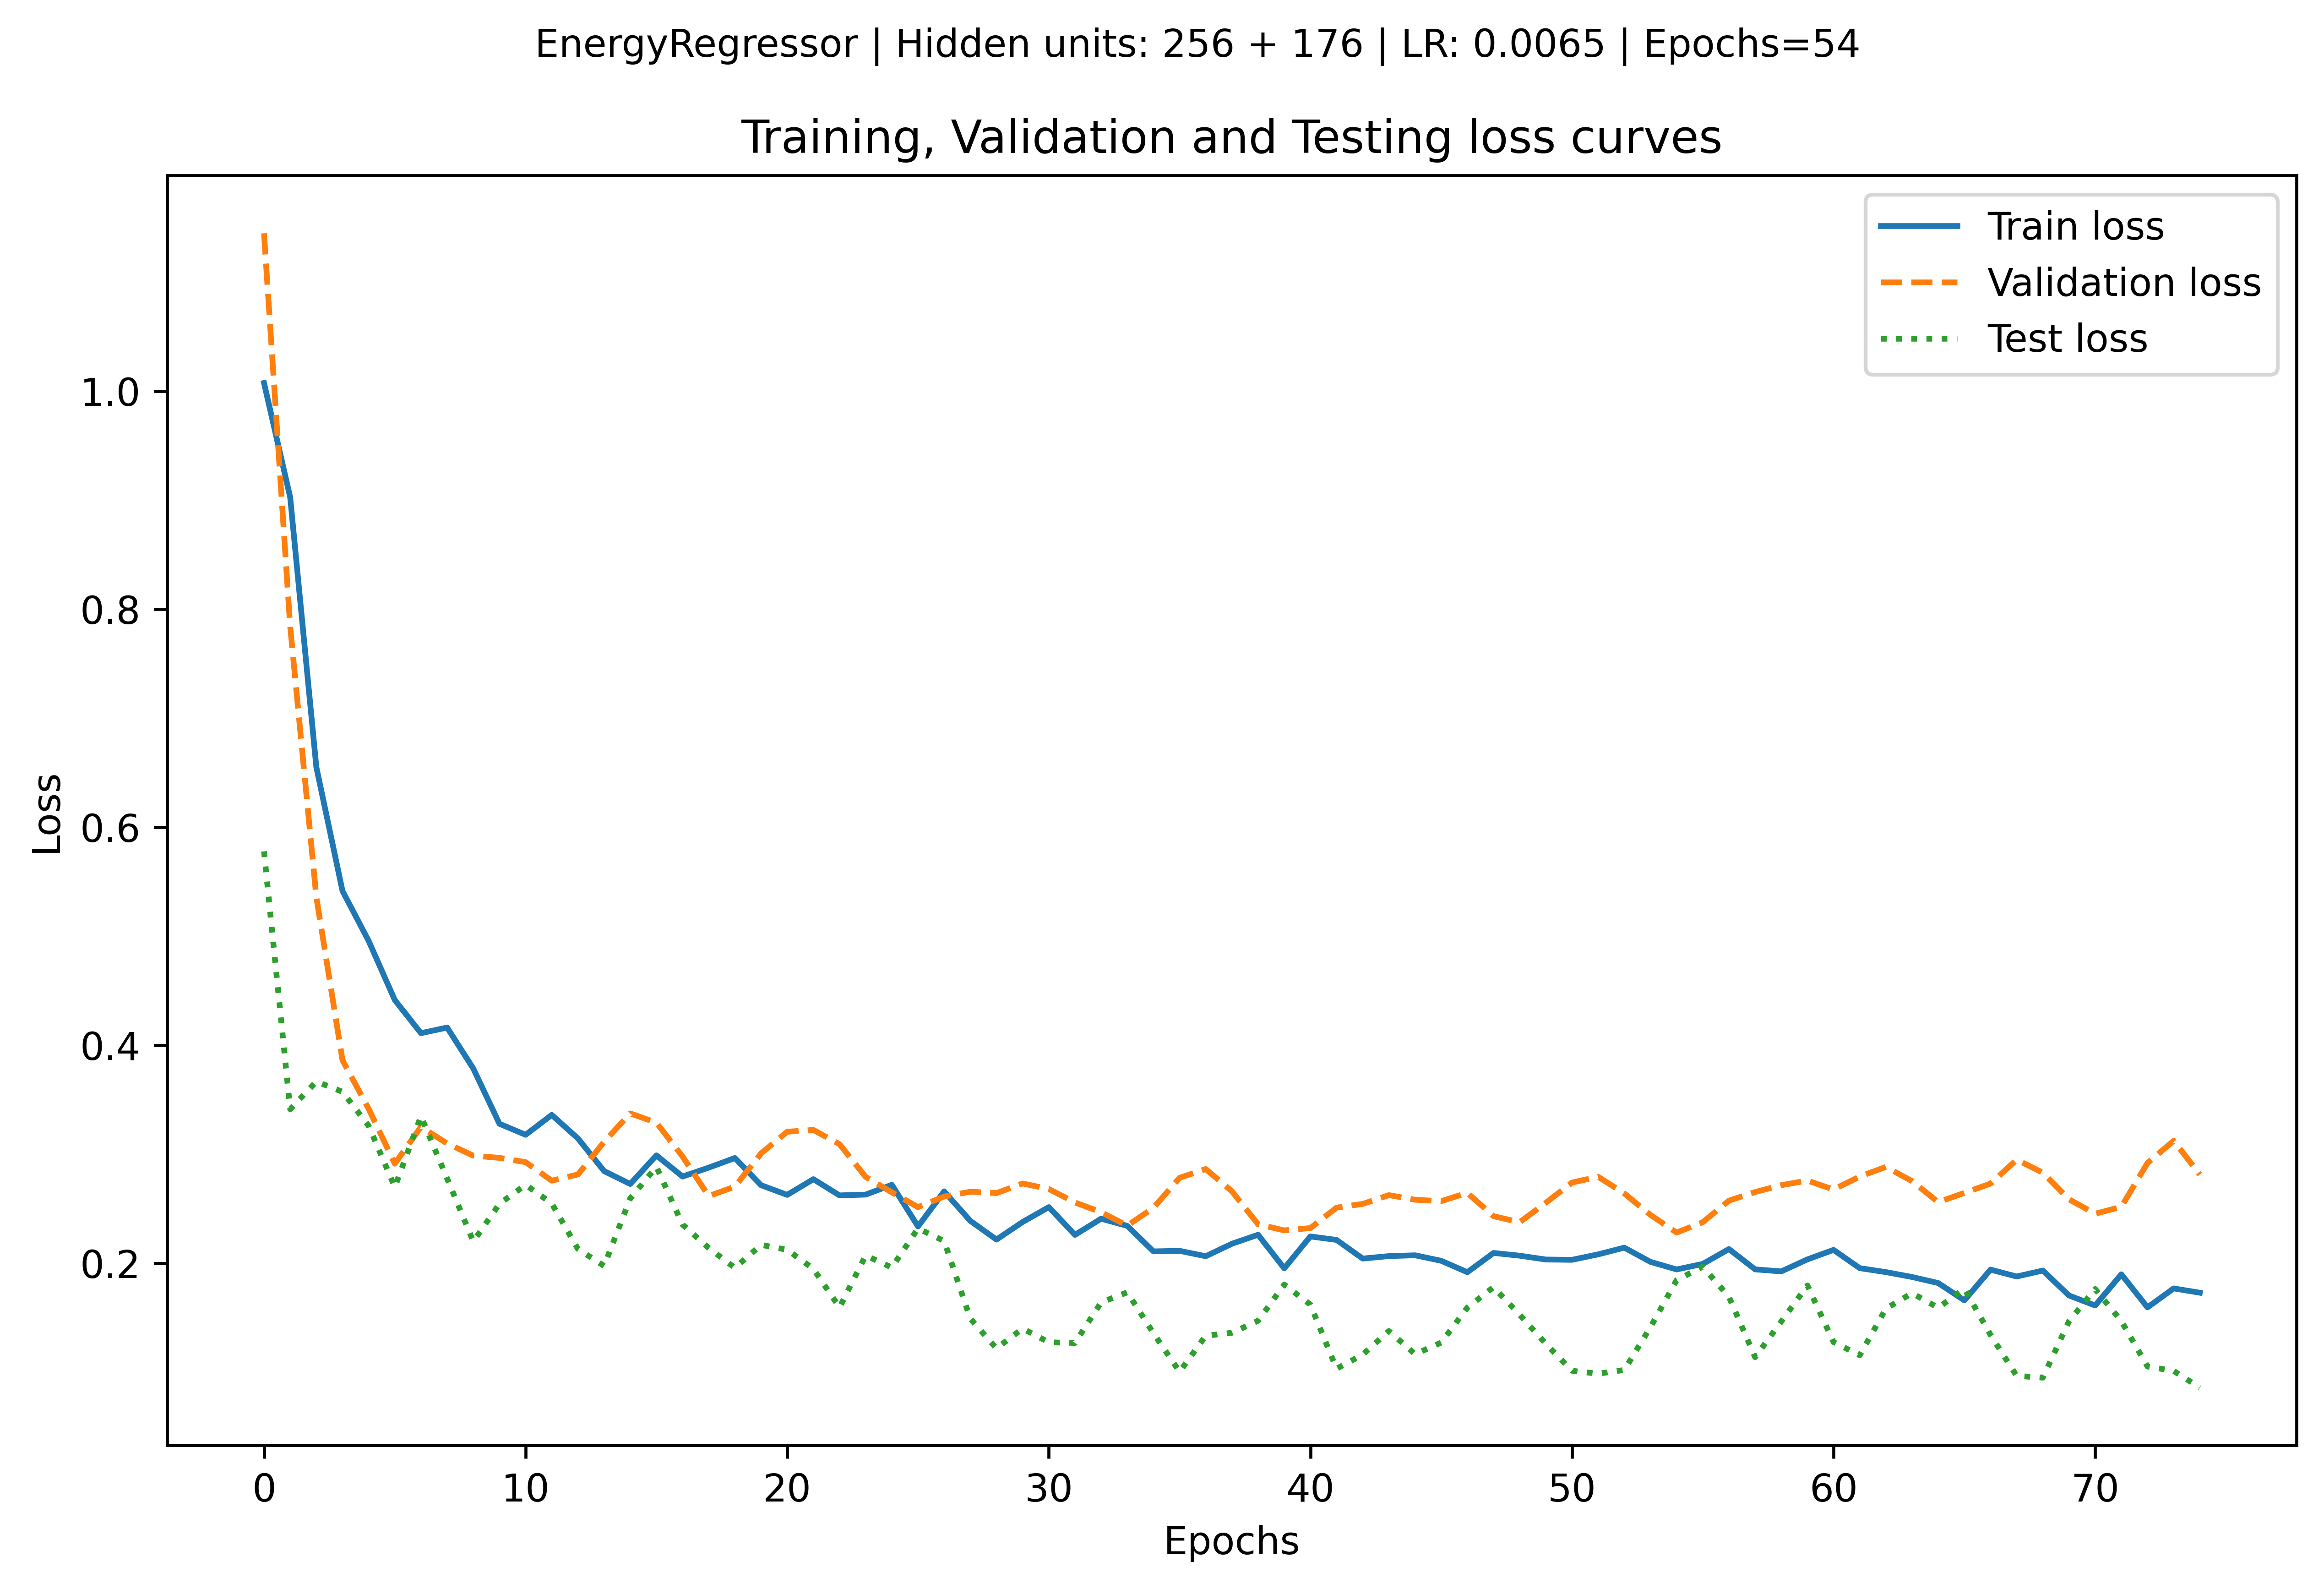 EnergyRegressor | Hidden units: 256 + 176 | LR: 0.0065 | Epochs=54
Training, Validation and Testing loss curves
Train loss
Validation loss
Test loss
Loss
1.0
0.8
0.6
0.4
0.2
0 10 20 30 40 50 60 70
Epochs